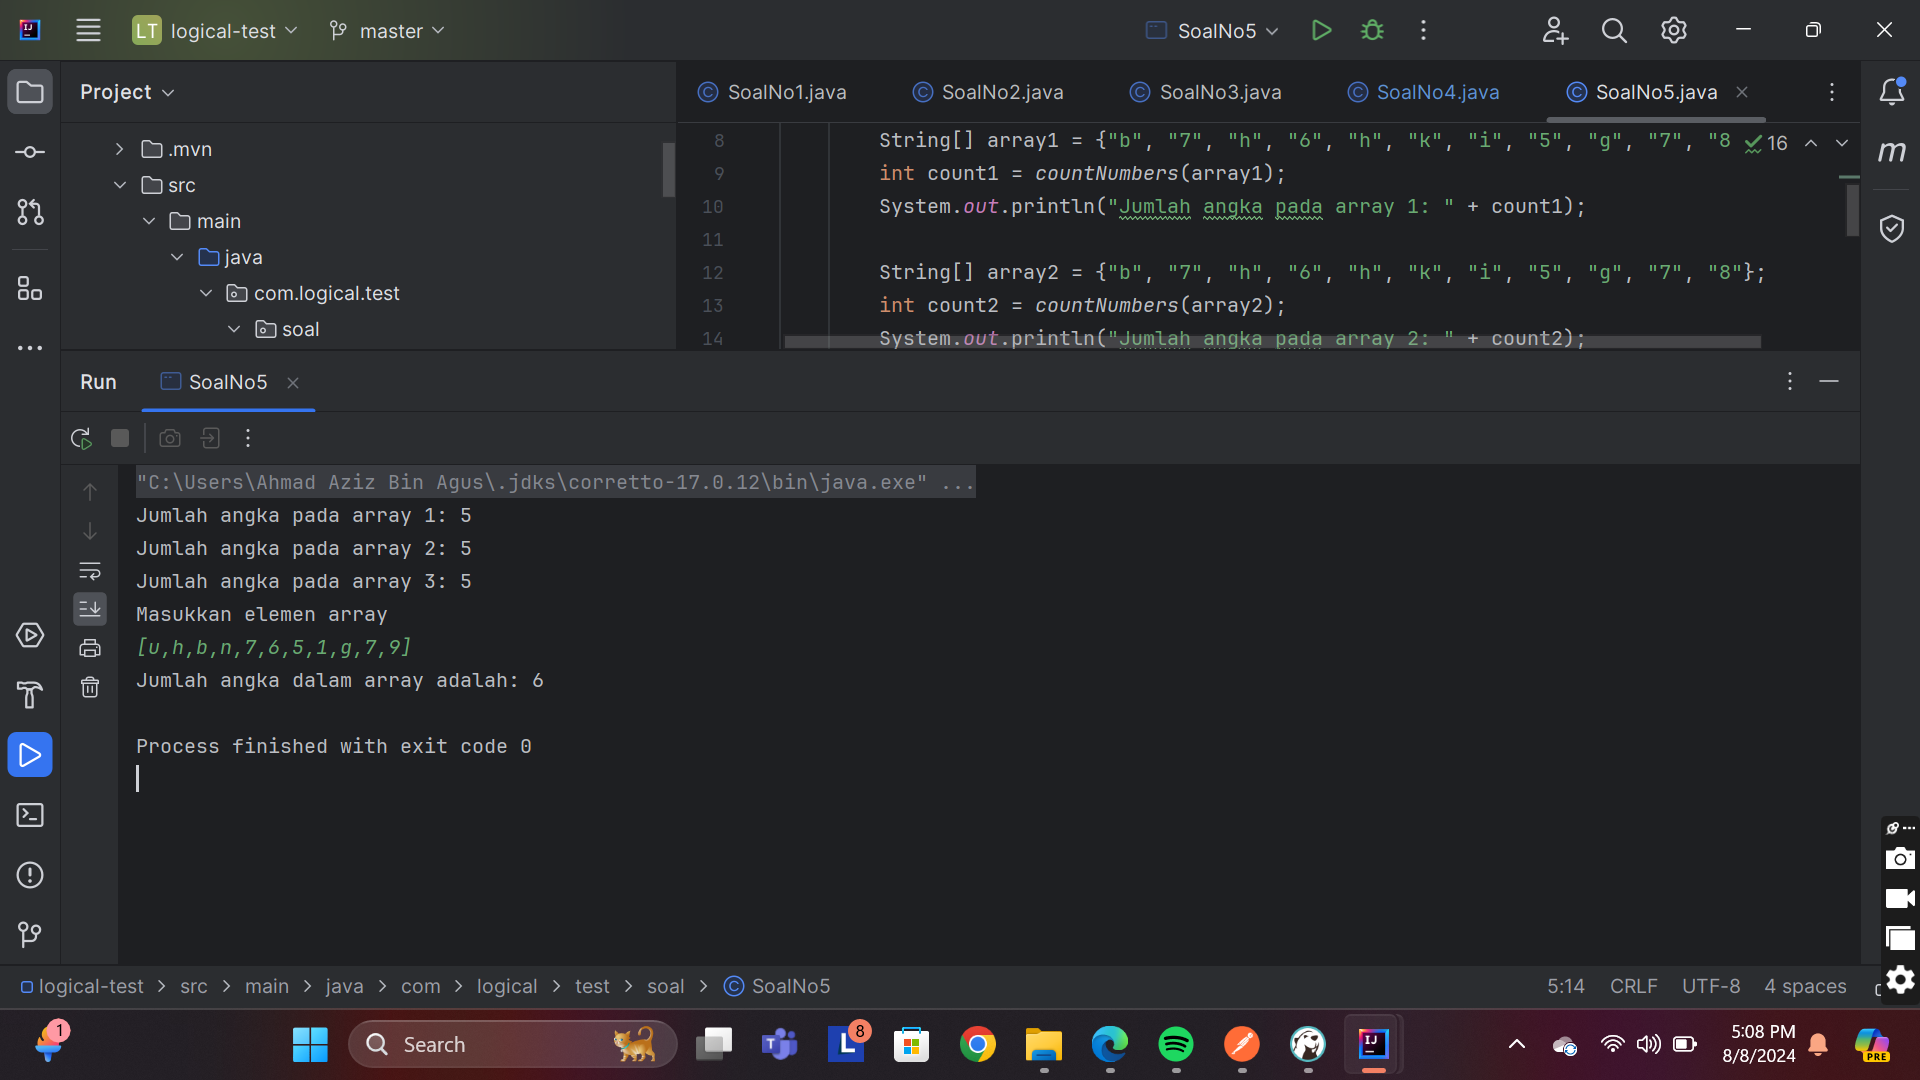 LT logical-test master SoalNo5
Project
SoalNo1.java SoalNo2.java SoalNo3.java SoalNo4.java SoalNo5.java
.mvn
src
main
java
com.logical.test
soal
8 String[] array1 = {"b", "7", "h", "6", "h", "k", "i", "5", "g", "7", "8 16
9 int count1 = countNumbers(array1);
10 System.out.println("Jumlah angka pada array 1: " + count1);
11
12 String[] array2 = {"b", "7", "h", "6", "h", "k", "i", "5", "g", "7", "8"};
13 int count2 = countNumbers(array2);
14 System.out.println("Jumlah angka pada array 2: " + count2);
m
Run SoalNo5
"C:\Users\Ahmad Aziz Bin Agus\.jdks\corretto-17.0.12\bin\java.exe" ...
Jumlah angka pada array 1: 5
Jumlah angka pada array 2: 5
Jumlah angka pada array 3: 5
Masukkan elemen array
[u,h,b,n,7,6,5,1,g,7,9]
Jumlah angka dalam array adalah: 6
Process finished with exit code 0
logical-test > src > main > java > com > logical > test > soal > SoalNo5 5:14 CRLF UTF-8 4 spaces
1 Search T L 8 IJ 5:08 PM PRE
8/8/2024